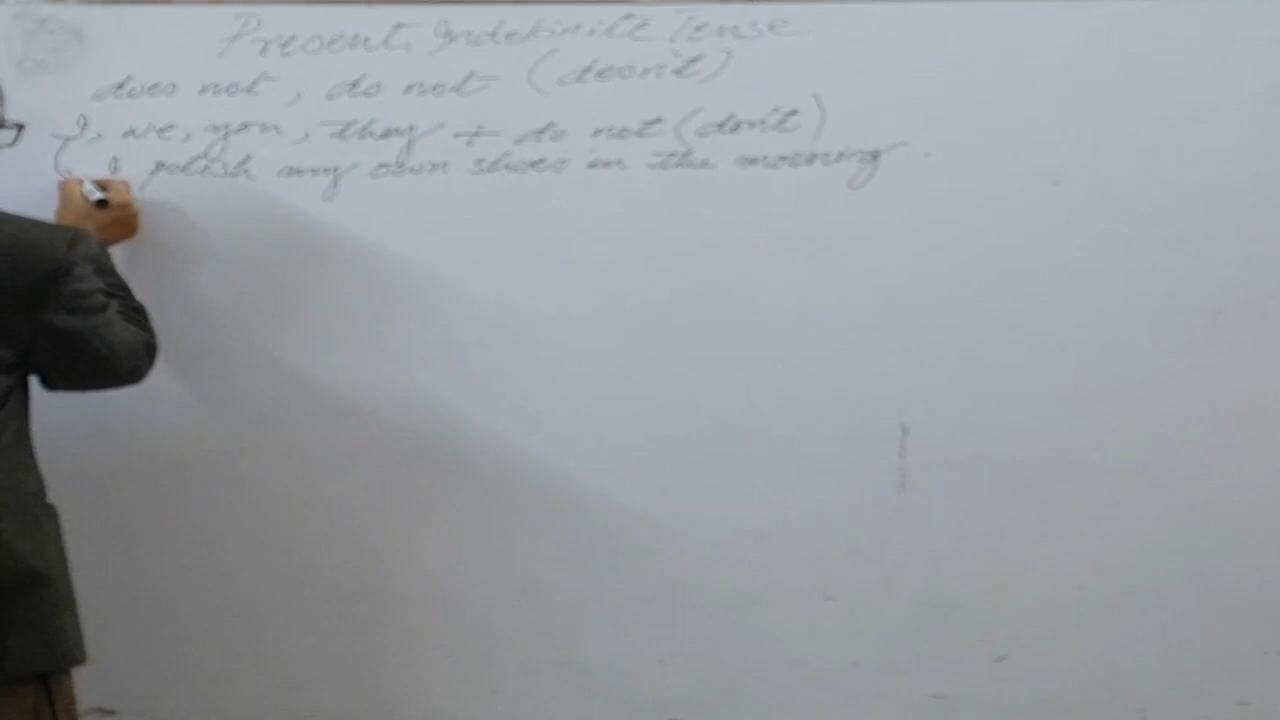 Present Indefinite Tense
does not, do not (doesn't)
I, we, you, they + do not (don't)
I polish my own shoes in the morning.